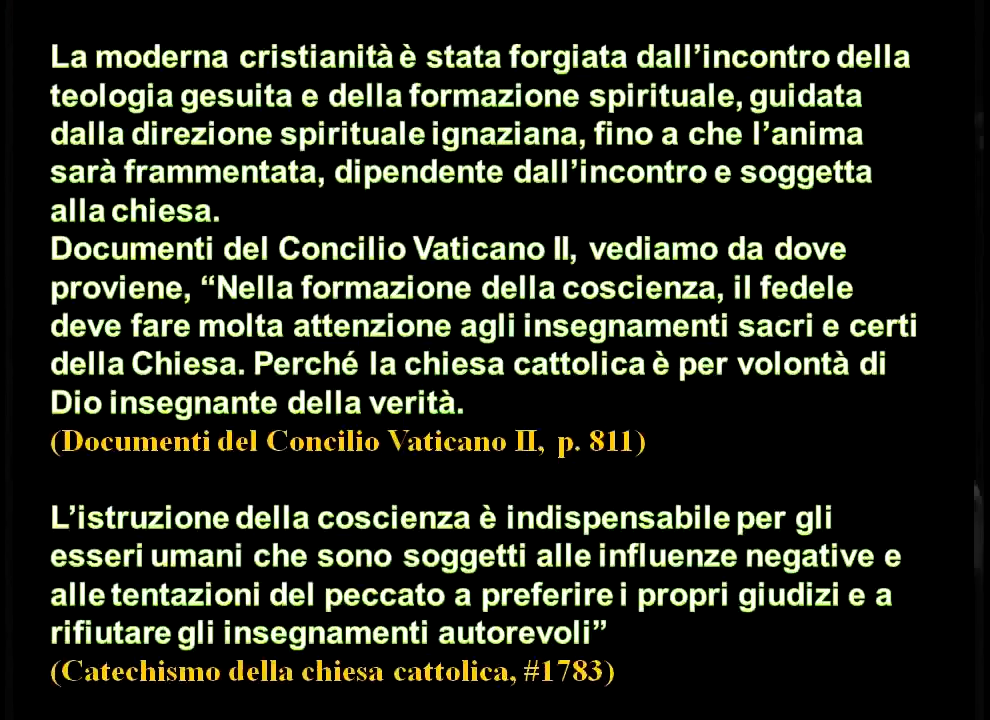 La moderna cristianità è stata forgiata dall’incontro della
teologia gesuita e della formazione spirituale, guidata
dalla direzione spirituale ignaziana, fino a che l’anima
sarà frammentata, dipendente dall’incontro e soggetta
alla chiesa.
Documenti del Concilio Vaticano II, vediamo da dove
proviene, “Nella formazione della coscienza, il fedele
deve fare molta attenzione agli insegnamenti sacri e certi
della Chiesa. Perché la chiesa cattolica è per volontà di
Dio insegnante della verità.
(Documenti del Concilio Vaticano II, p. 811)
L’istruzione della coscienza è indispensabile per gli
esseri umani che sono soggetti alle influenze negative e
alle tentazioni del peccato a preferire i propri giudizi e a
rifiutare gli insegnamenti autorevoli”
(Catechismo della chiesa cattolica, #1783)